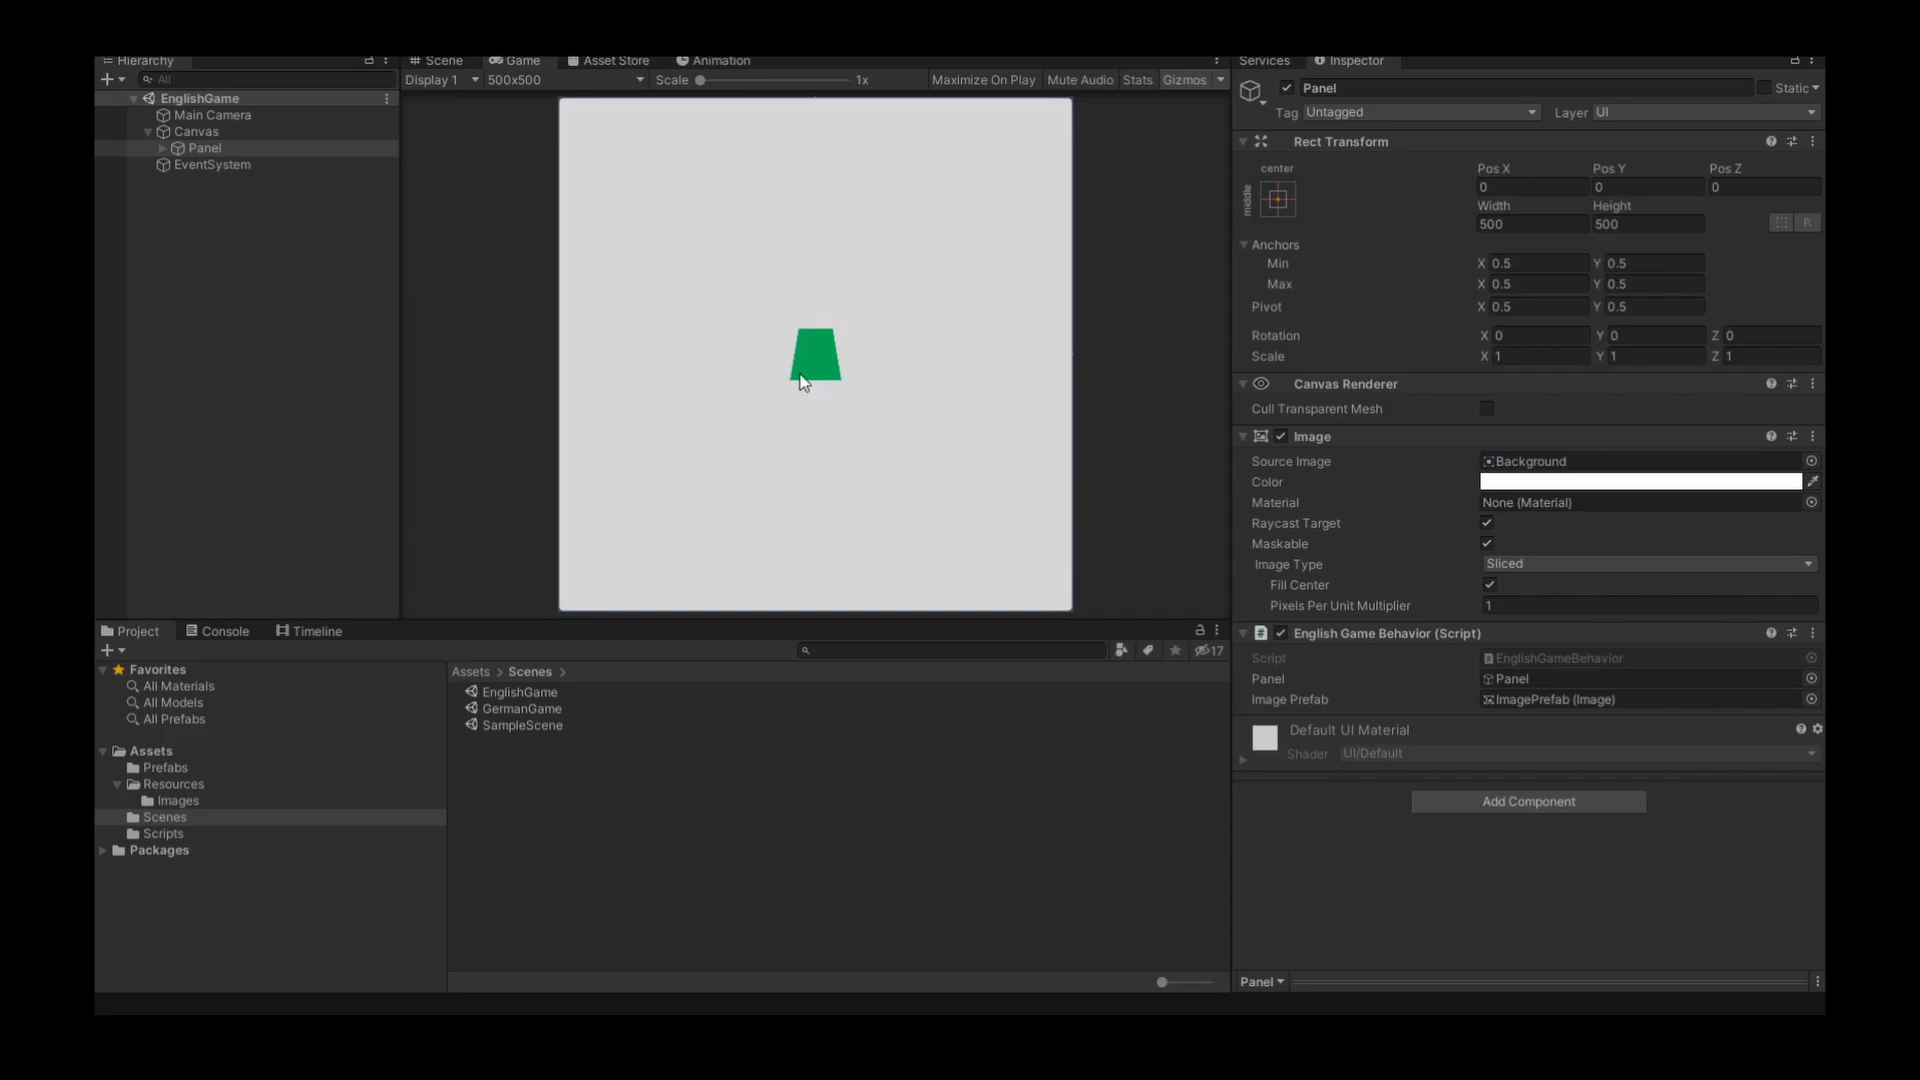 Hierarchy
All
EnglishGame
Main Camera
Canvas
Panel
EventSystem
Scene Game Asset Store Animation
Display 1 500x500 Scale 1x Maximize On Play Mute Audio Stats Gizmos
Services Inspector
Panel Static
Tag Untagged Layer UI
Rect Transform
center
middle
Pos X Pos Y Pos Z
0 0 0
Width Height
500 500
R
Anchors
Min X 0.5 Y 0.5
Max X 0.5 Y 0.5
Pivot X 0.5 Y 0.5
Rotation X 0 Y 0 Z 0
Scale X 1 Y 1 Z 1
Canvas Renderer
Cull Transparent Mesh
Image
Source Image Background
Color
Material None (Material)
Raycast Target
Maskable
Image Type Sliced
Fill Center
Pixels Per Unit Multiplier 1
English Game Behavior (Script)
Script EnglishGameBehavior
Panel Panel
Image Prefab ImagePrefab (Image)
Default UI Material
Shader UI/Default
Add Component
Panel
Project Console Timeline
17
Favorites
All Materials
All Models
All Prefabs
Assets
Prefabs
Resources
Images
Scenes
Scripts
Packages
Assets > Scenes >
EnglishGame
GermanGame
SampleScene